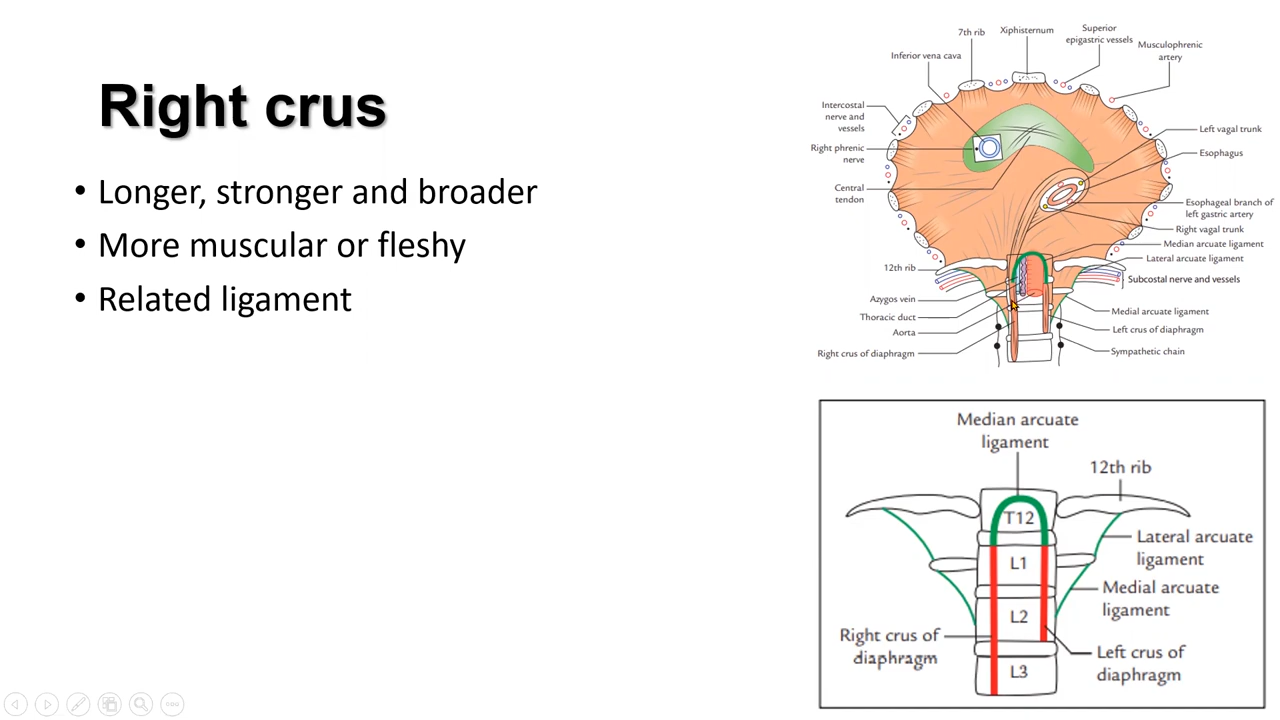 Right crus
• Longer, stronger and broader
• More muscular or fleshy
• Related ligament
7th rib
Xiphisternum
Superior
epigastric vessels
Musculophrenic
artery
Inferior vena cava
Intercostal
nerve and
vessels
Right phrenic
nerve
Central
tendon
Left vagal trunk
Esophagus
Esophageal branch of
left gastric artery
Right vagal trunk
Median arcuate ligament
Lateral arcuate ligament
12th rib
Subcostal nerve and vessels
Azygos vein
Thoracic duct
Aorta
Right crus of diaphragm
Medial arcuate ligament
Left crus of diaphragm
Sympathetic chain
Median arcuate
ligament
12th rib
T12
Lateral arcuate
ligament
L1
Medial arcuate
ligament
L2
Right crus of
diaphragm
Left crus of
diaphragm
L3